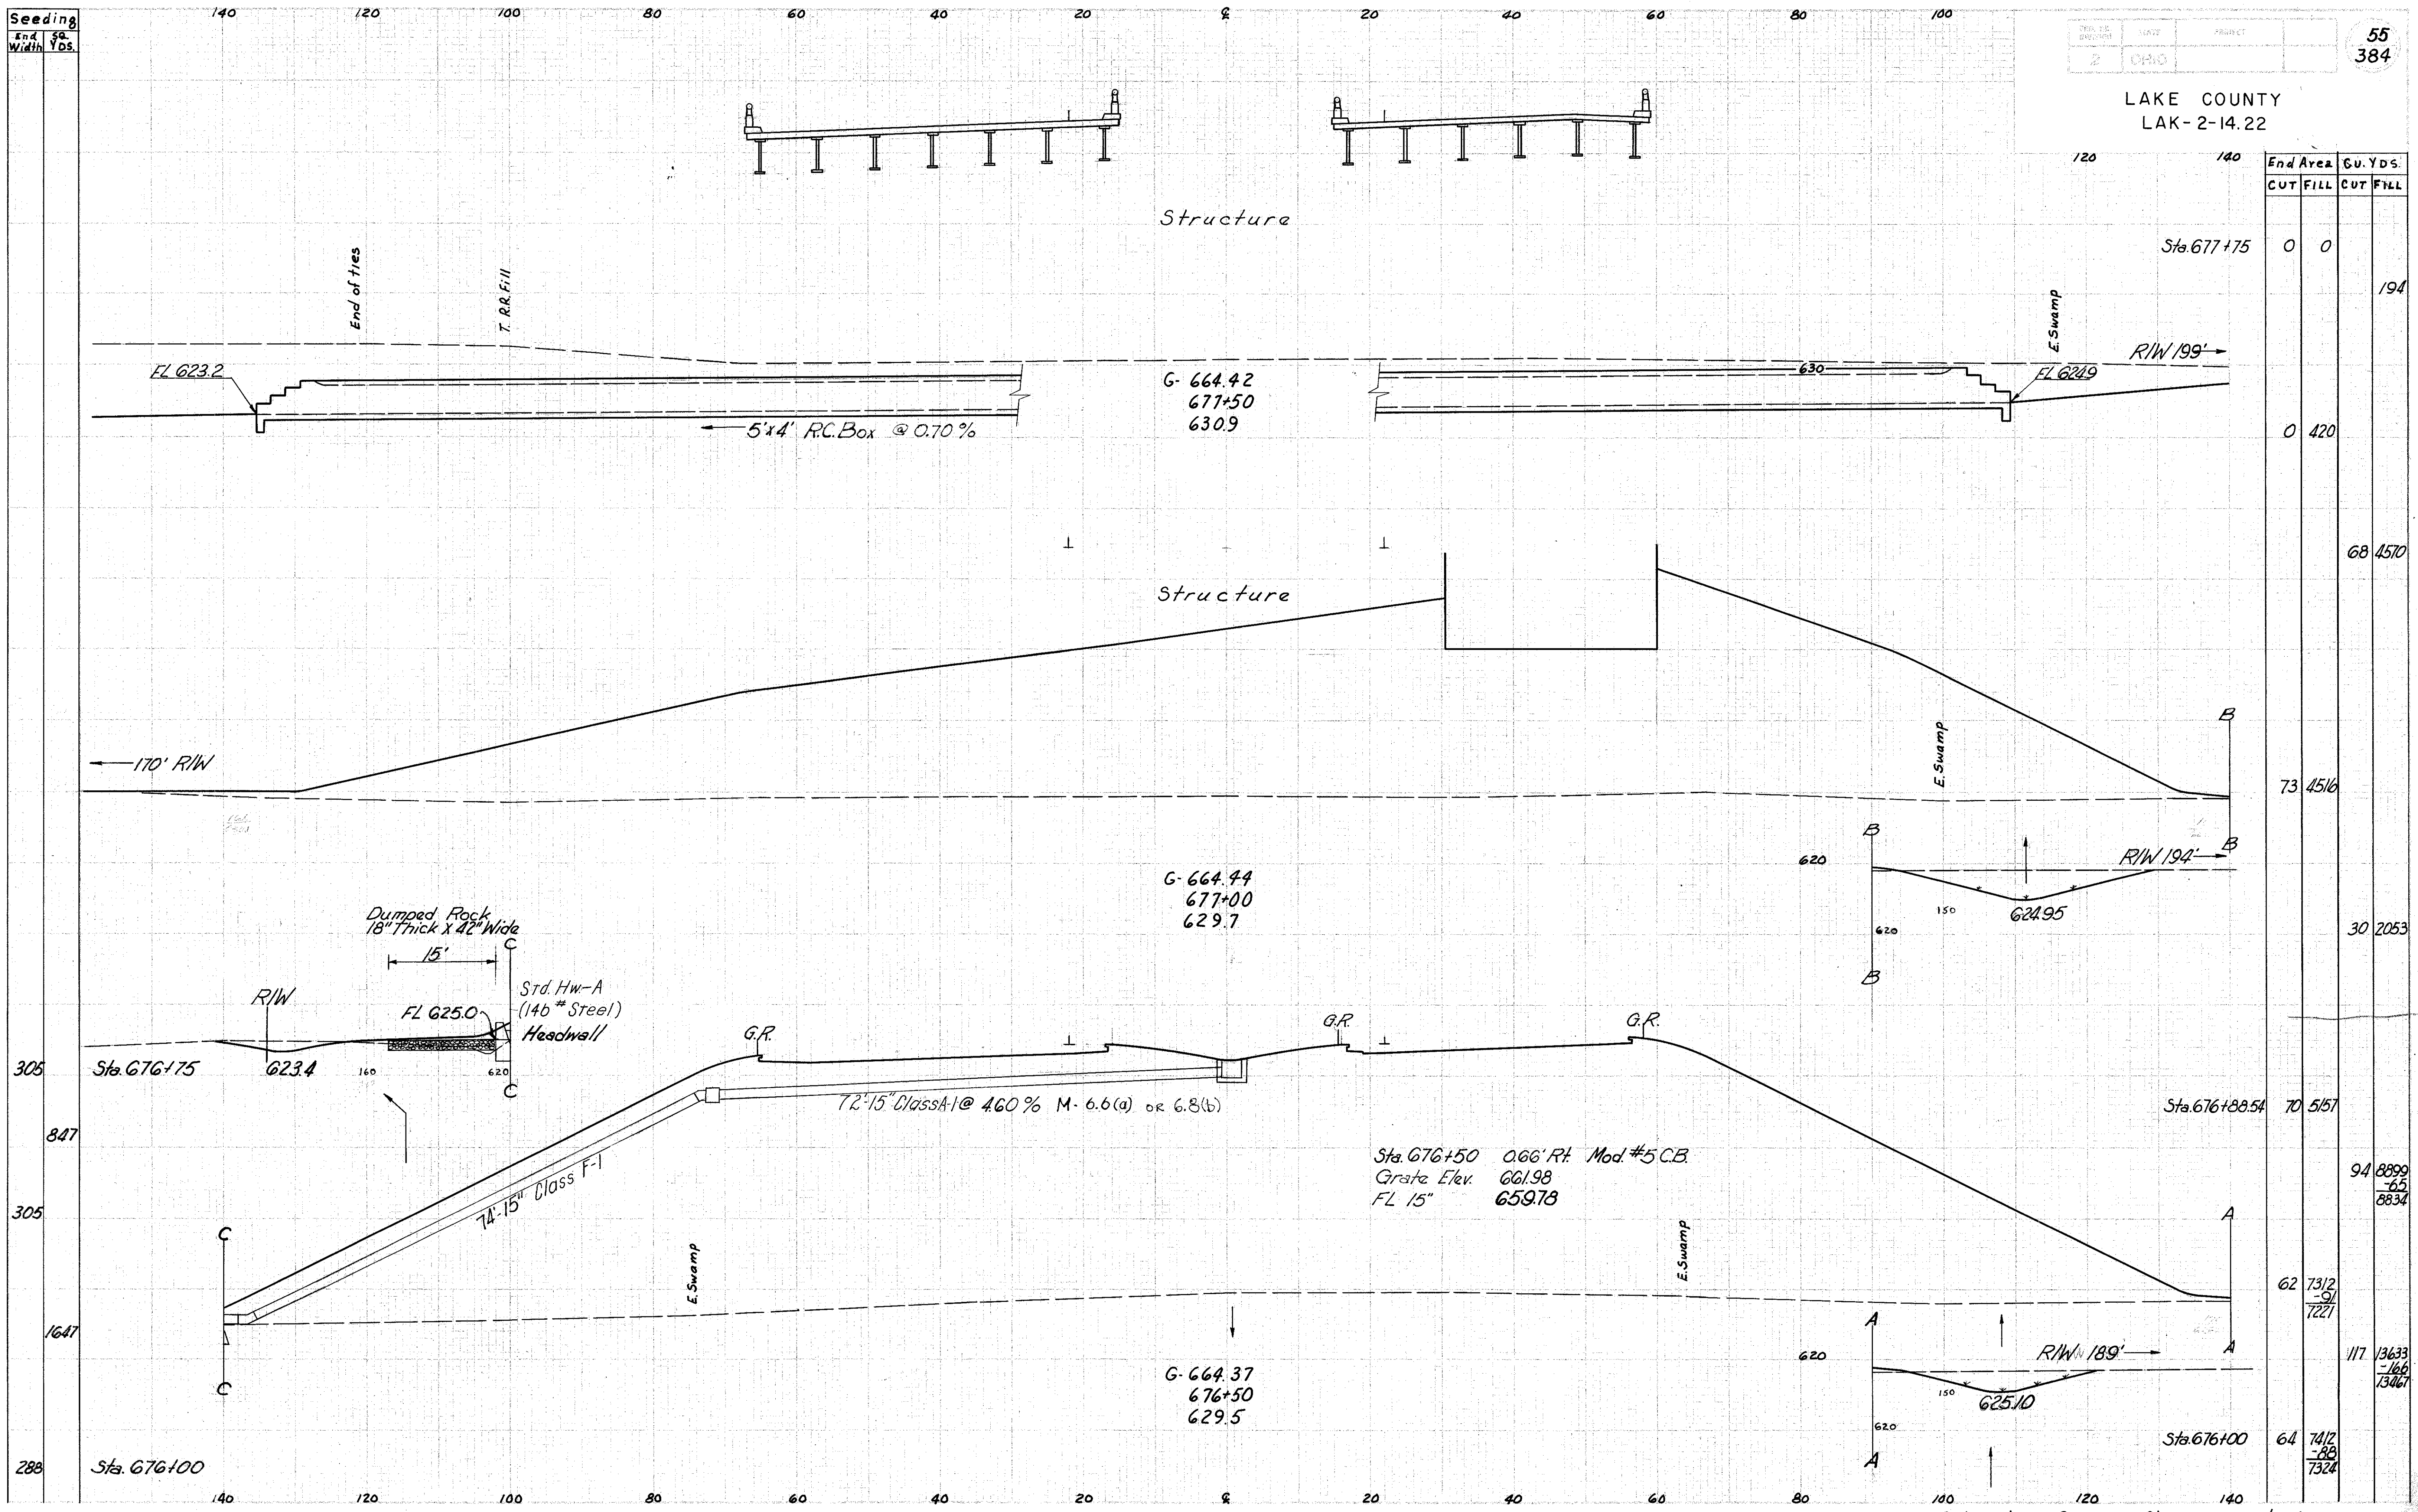 Seeding
End Width
SQ. YDS.
140 120 100 80 60 40 20 ℄ 20 40 60 80 100
2 OHIO
55
384
LAKE COUNTY
LAK-2-14.22
120 140
End Area Cu. YDS.
CUT FILL CUT FILL
Structure
Sta. 677+75 0 0
194
End of ties
T. R.R. Fill
E. Swamp
R/W 199'
FL 623.2
630
FL 624.9
G- 664.42
677+50
630.9
5'x4' R.C. Box @ 0.70 %
0 420
68 4570
Structure
B
E. Swamp
170' R/W
73 4516
B
B
620
R/W 194'
G- 664.44
677+00
629.7
150
624.95
620
B
30 2053
Dumped Rock
18" Thick X 42" Wide
C
15'
R/W
Std. Hw-A
(146 # Steel)
FL 625.0
Headwall
G.R.
G.R.
G.R.
305
Sta. 676+75
623.4
160
620
C
72'-15" Class A-1 @ 4.60 % M- 6.6(a) OR 6.8(b)
Sta. 676+88.54 70 5157
847
Sta. 676+50 0.66' Rt. Mod. #5 C.B.
Grate Elev. 661.98
FL 15" 659.78
94 8899
-65
8834
74'-15" Class F-1
305
A
C
E. Swamp
E. Swamp
62 7312
-91
7221
1647
A
A
620
R/W 189'
117 13633
-166
13467
G- 664.37
676+50
629.5
C
150
625.10
620
A
Sta. 676+00 64 7412
-88
7324
288
Sta. 676+00
140 120 100 80 60 40 20 ℄ 20 40 60 80 100 120 140